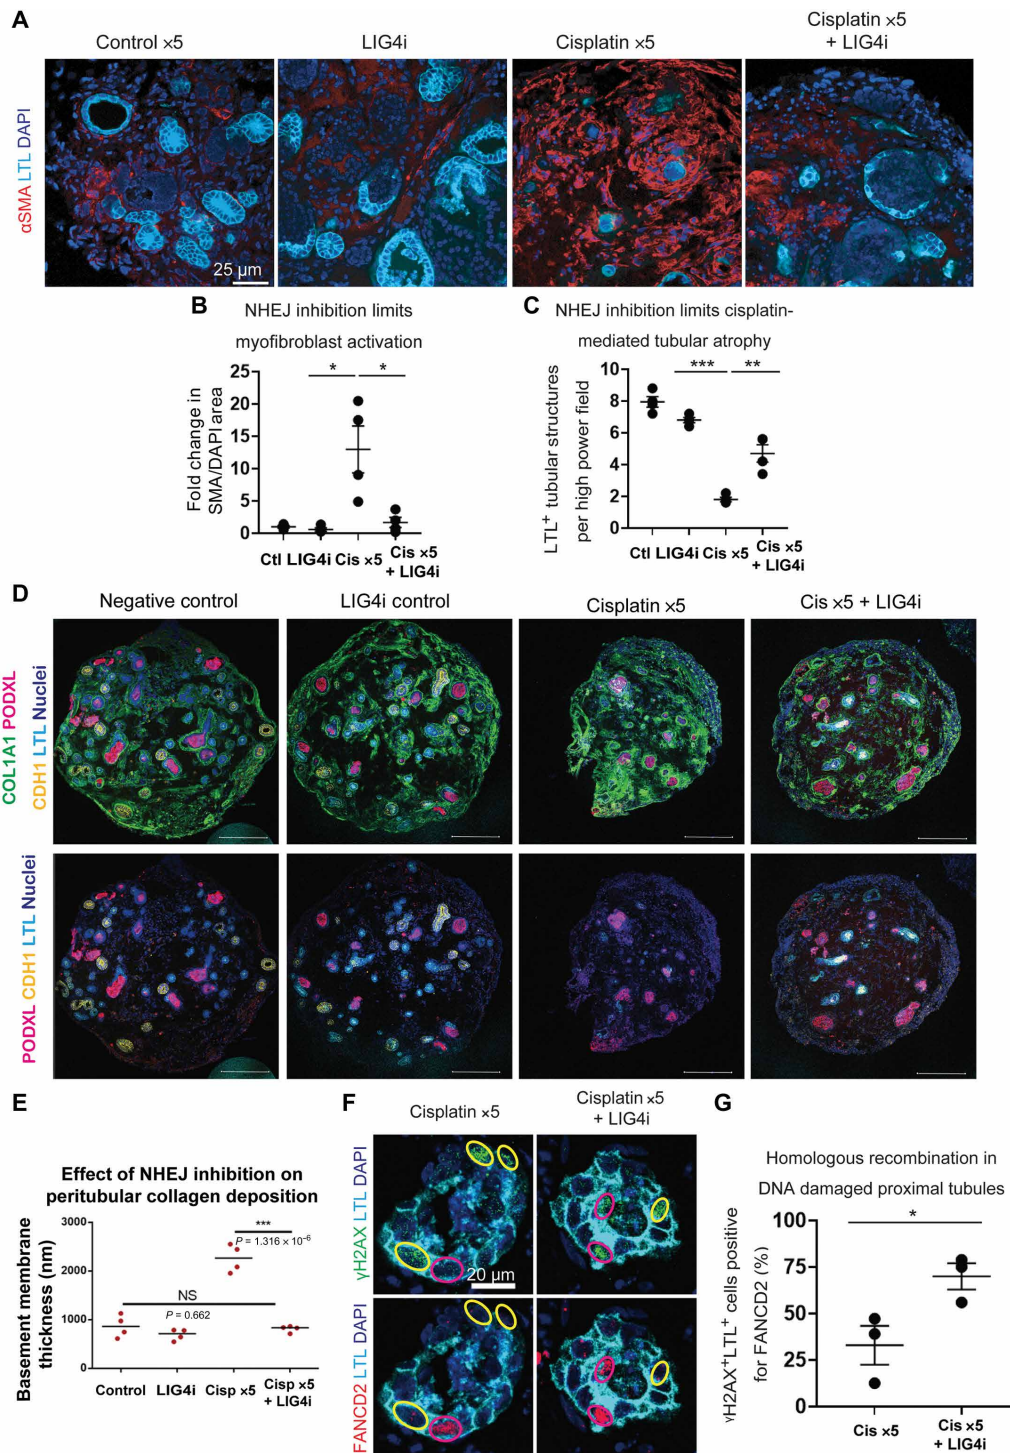 A
Control ×5
LIG4i
Cisplatin ×5
Cisplatin ×5
+ LIG4i
αSMA LTL DAPI
25 µm
B
NHEJ inhibition limits
myofibroblast activation
Fold change in
SMA/DAPI area
25
20
15
10
5
0
*
*
Ctl
LIG4i
Cis ×5
Cis ×5
+ LIG4i
C
NHEJ inhibition limits cisplatin-
mediated tubular atrophy
LTL⁺ tubular structures
per high power field
10
8
6
4
2
0
***
**
Ctl
LIG4i
Cis ×5
Cis ×5
+ LIG4i
D
Negative control
LIG4i control
Cisplatin ×5
Cis ×5 + LIG4i
COL1A1 PODXL
CDH1 LTL Nuclei
PODXL CDH1 LTL Nuclei
E
Effect of NHEJ inhibition on
peritubular collagen deposition
Basement membrane
thickness (nm)
3000
2000
1000
0
***
P = 1.316 × 10⁻⁶
NS
P = 0.662
Control
LIG4i
Cisp ×5
Cisp ×5
+ LIG4i
F
Cisplatin ×5
Cisplatin ×5
+ LIG4i
γH2AX LTL DAPI
20 µm
FANCD2 LTL DAPI
G
Homologous recombination in
DNA damaged proximal tubules
γH2AX⁺LTL⁺ cells positive
for FANCD2 (%)
100
75
50
25
0
*
Cis ×5
Cis ×5
+ LIG4i